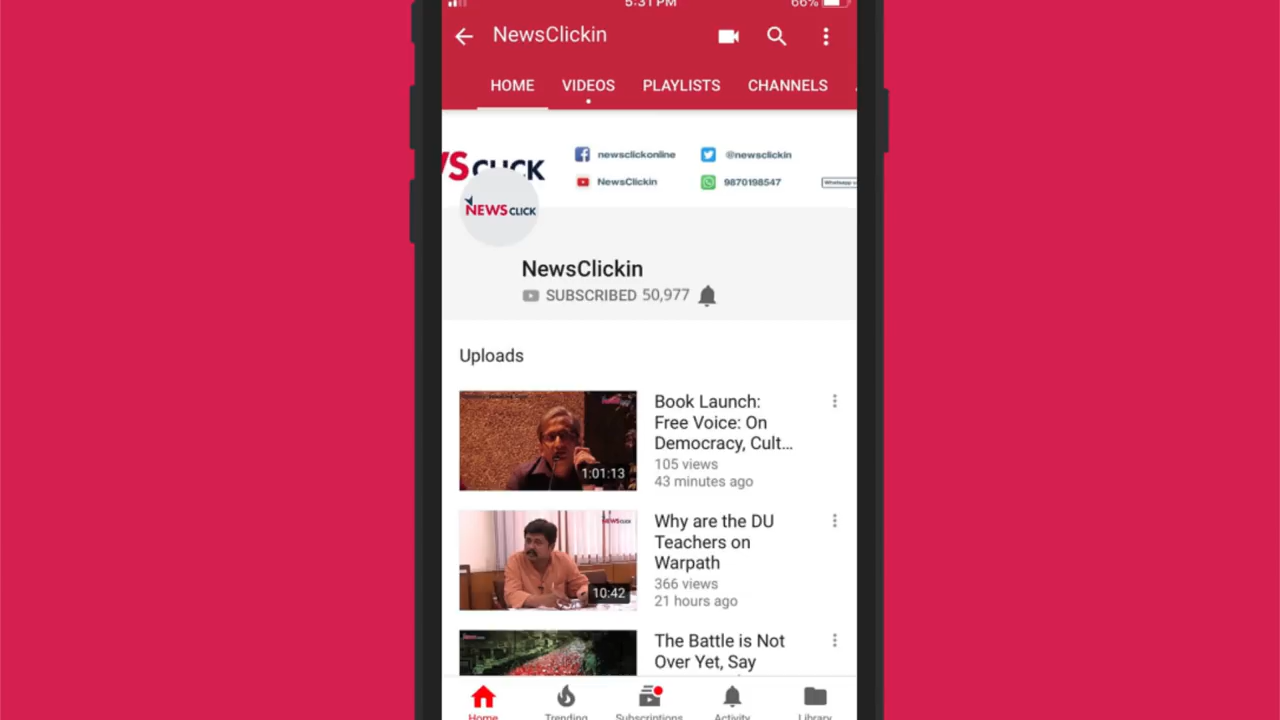 5:31 PM
66%
NewsClickin
HOME VIDEOS PLAYLISTS CHANNELS
CLICK
newsclickonline
@newsclickin
NewsClickin
9870198547
NEWS CLICK
NewsClickin
SUBSCRIBED 50,977
Uploads
Book Launch:
Free Voice: On
Democracy, Cult...
105 views
43 minutes ago
1:01:13
Why are the DU
Teachers on
Warpath
366 views
21 hours ago
NEWSCLICK
10:42
The Battle is Not
Over Yet, Say
Home Trending Subscriptions Activity Library